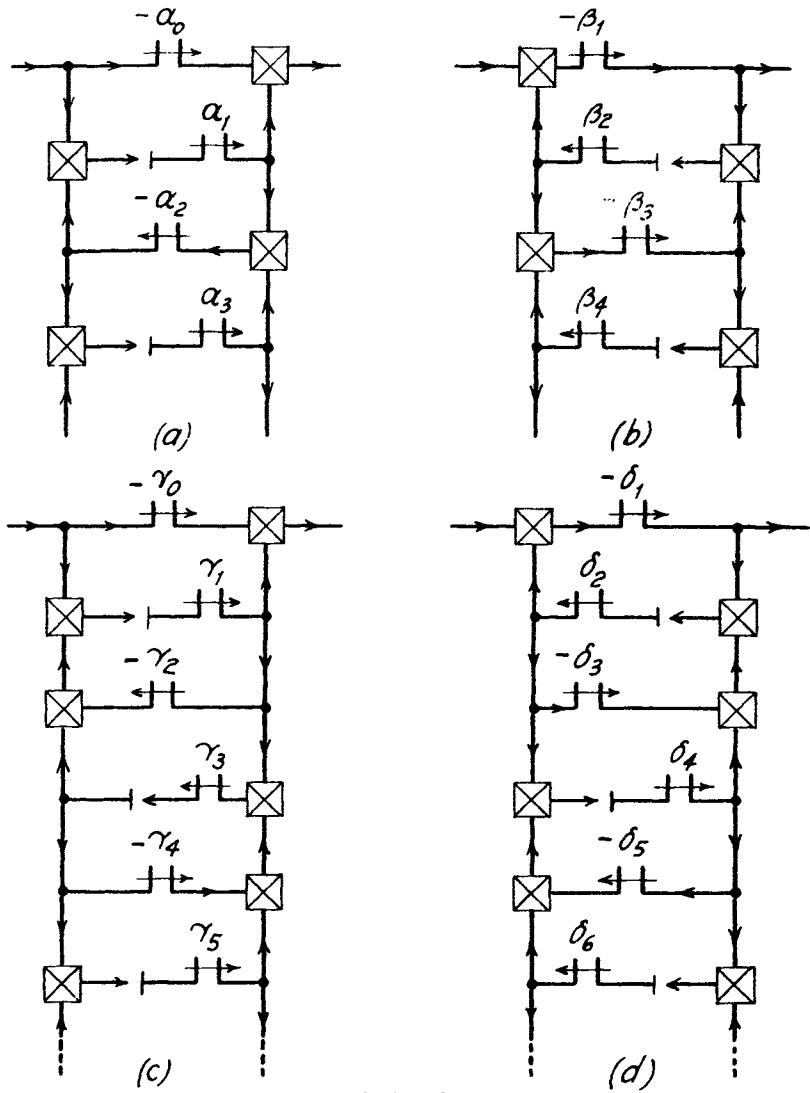 -α₀ -β₁
α₁ β₂
-α₂ -β₃
α₃ β₄
(a) (b)
-γ₀ -δ₁
γ₁ δ₂
-γ₂ -δ₃
γ₃ δ₄
-γ₄ -δ₅
γ₅ δ₆
(c) (d)